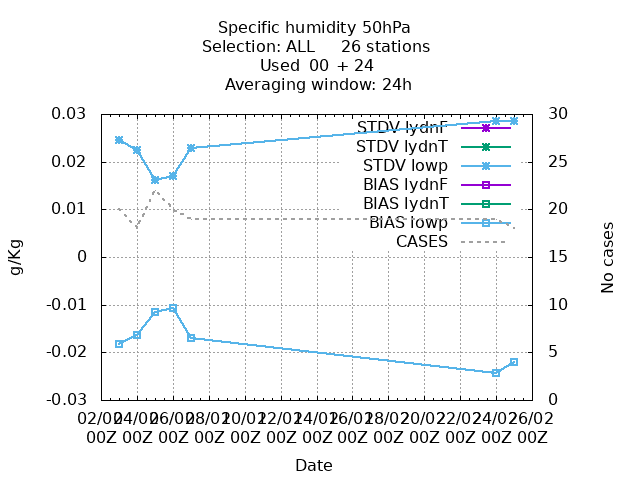 Specific humidity 50hPa
Selection: ALL 26 stations
Used 00 + 24
Averaging window: 24h
0.03 30
STDV lydnF
STDV lydnT
0.02 25
STDV lowp
BIAS lydnF
BIAS lydnT
0.01 20
BIAS lowp
CASES
0 15
g/Kg
No cases
-0.01 10
-0.02 5
-0.03 0
02/02 04/02 06/02 08/02 10/02 12/02 14/02 16/02 18/02 20/02 22/02 24/02 26/02
00Z 00Z 00Z 00Z 00Z 00Z 00Z 00Z 00Z 00Z 00Z 00Z 00Z
Date